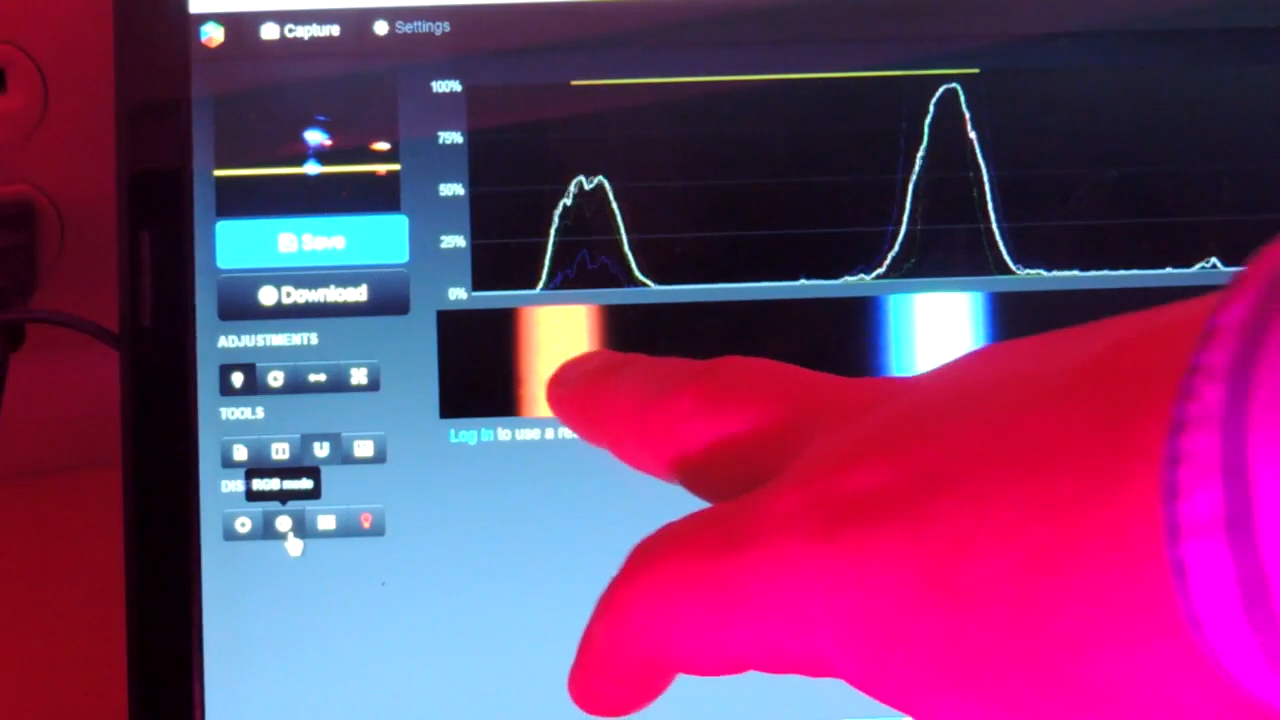 Capture Settings
100%
75%
50%
25%
0%
Save
Download
ADJUSTMENTS
TOOLS
Log in to use a
RGB mode